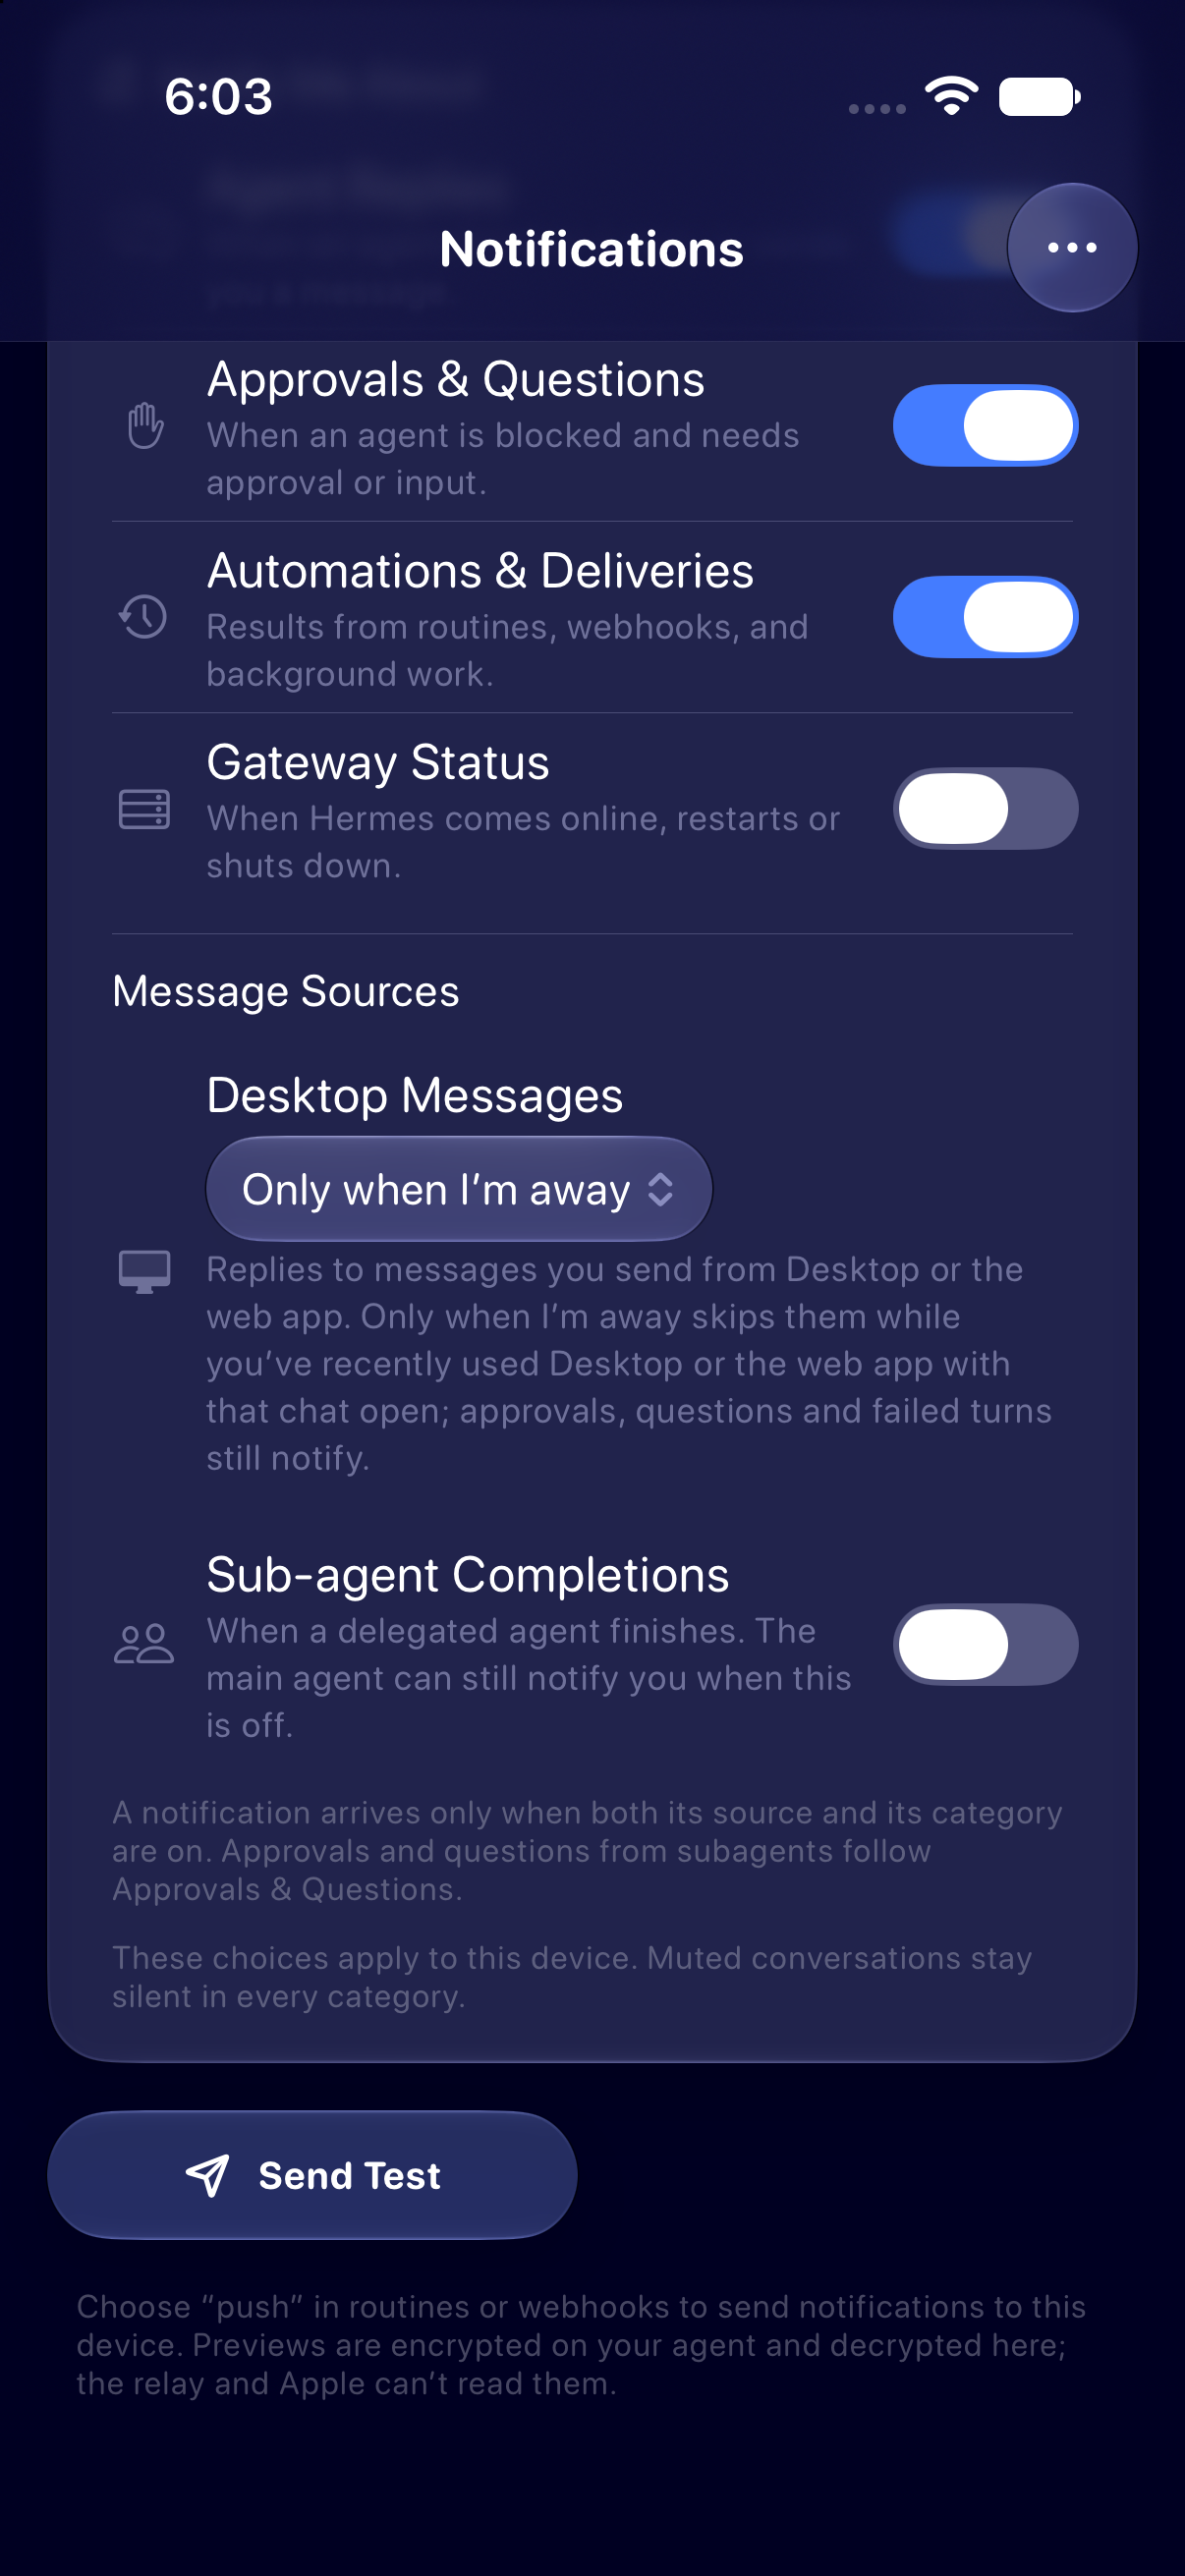 6:03
Notifications
Approvals & Questions
When an agent is blocked and needs
approval or input.
Automations & Deliveries
Results from routines, webhooks, and
background work.
Gateway Status
When Hermes comes online, restarts or
shuts down.
Message Sources
Desktop Messages
Only when I’m away
Replies to messages you send from Desktop or the
web app. Only when I’m away skips them while
you’ve recently used Desktop or the web app with
that chat open; approvals, questions and failed turns
still notify.
Sub-agent Completions
When a delegated agent finishes. The
main agent can still notify you when this
is off.
A notification arrives only when both its source and its category
are on. Approvals and questions from subagents follow
Approvals & Questions.
These choices apply to this device. Muted conversations stay
silent in every category.
Send Test
Choose “push” in routines or webhooks to send notifications to this
device. Previews are encrypted on your agent and decrypted here;
the relay and Apple can’t read them.